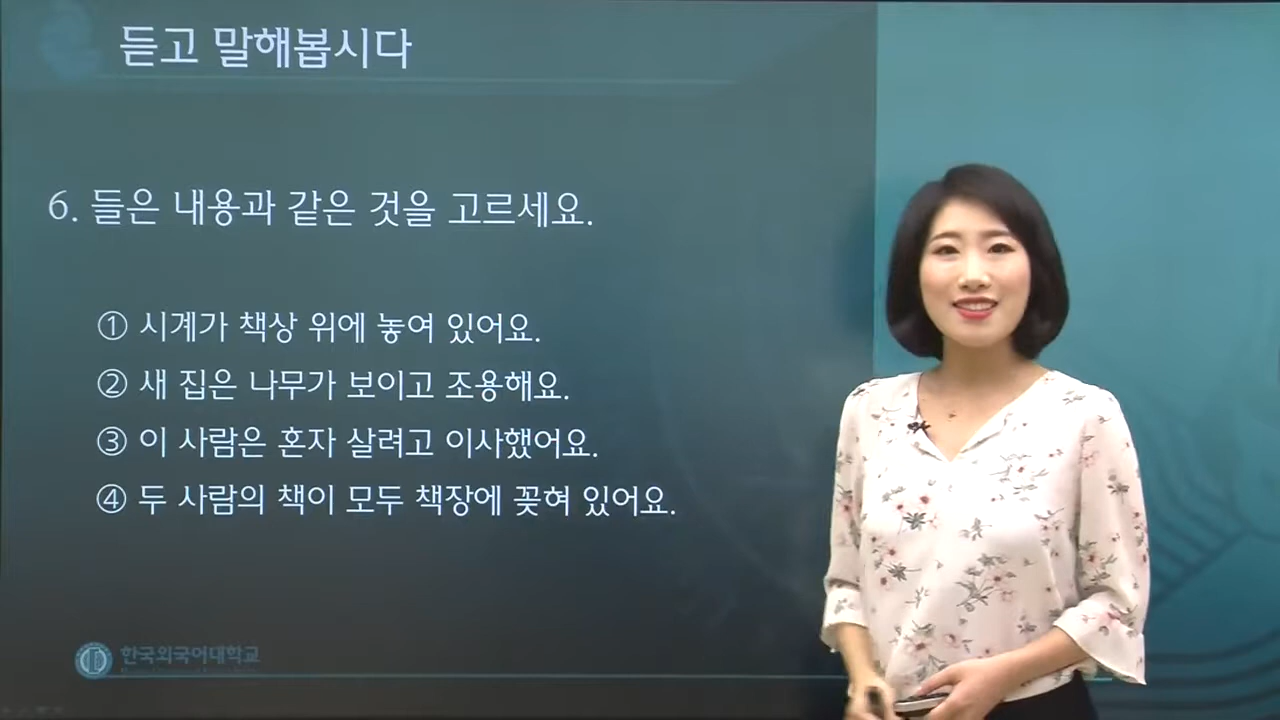 듣고 말해봅시다
6. 들은 내용과 같은 것을 고르세요.
① 시계가 책상 위에 놓여 있어요.
② 새 집은 나무가 보이고 조용해요.
③ 이 사람은 혼자 살려고 이사했어요.
④ 두 사람의 책이 모두 책장에 꽂혀 있어요.
한국외국어대학교